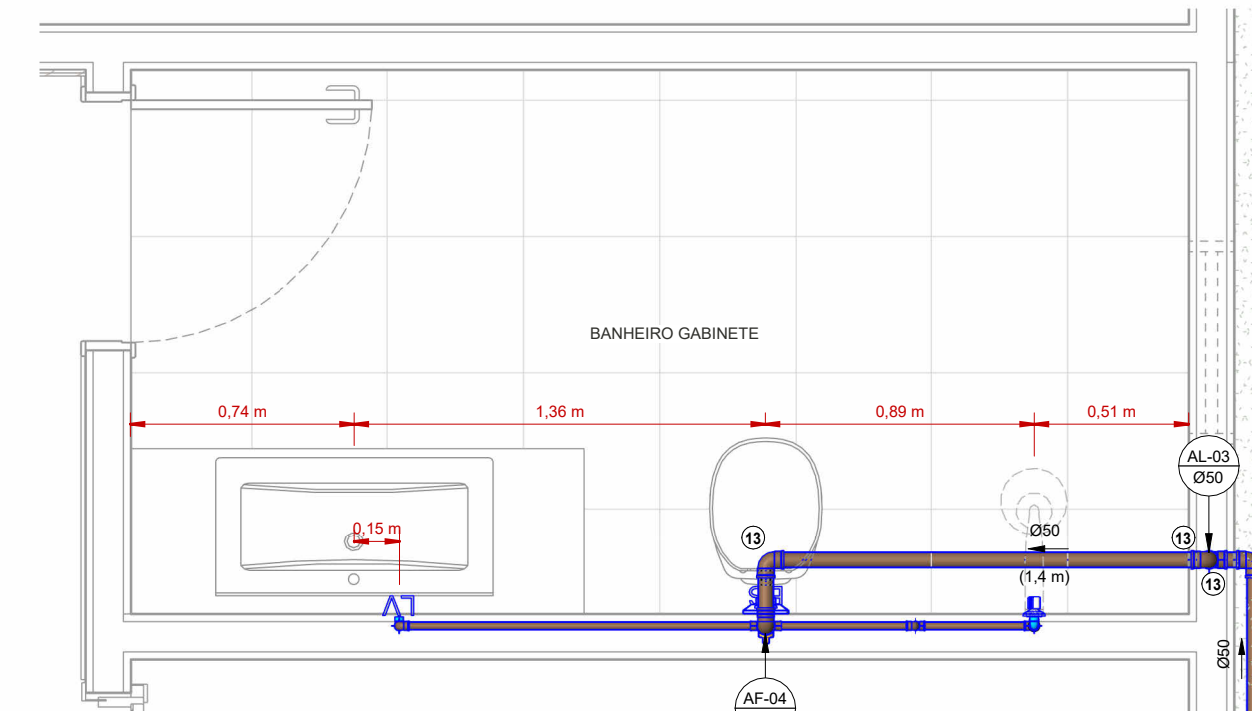 BANHEIRO GABINETE
0,74 m
1,36 m
0,89 m
0,51 m
AL-03
Ø50
0,15 m
13
Ø50
13
(1,4 m)
13
LV
Ø50
AF-04